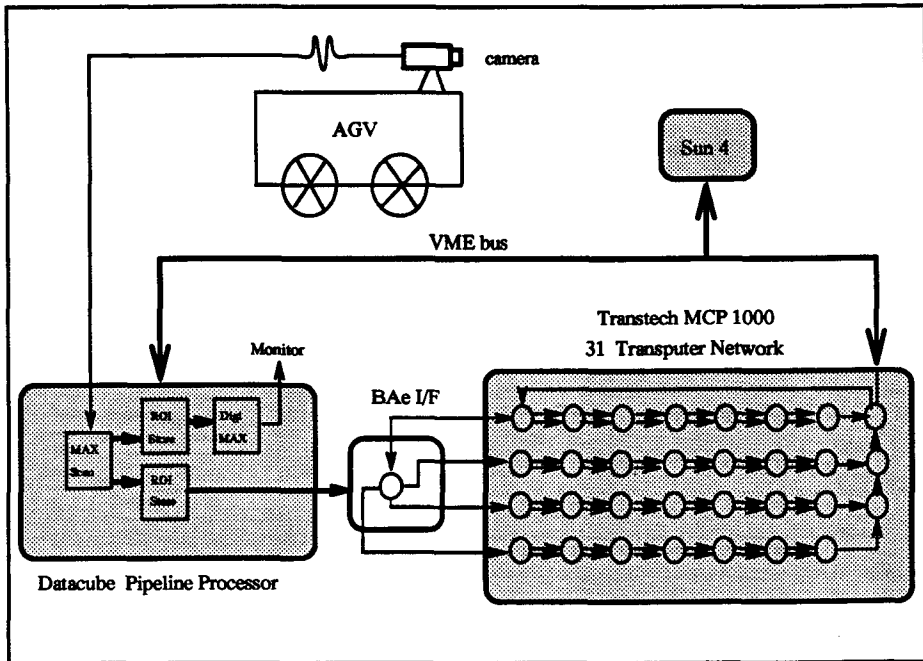 camera
AGV
Sun 4
VME bus
Transtech MCP 1000
31 Transputer Network
Monitor
BAe I/F
ROI
Store
Digi
MAX
MAX
Scan
ROI
Store
Datacube Pipeline Processor